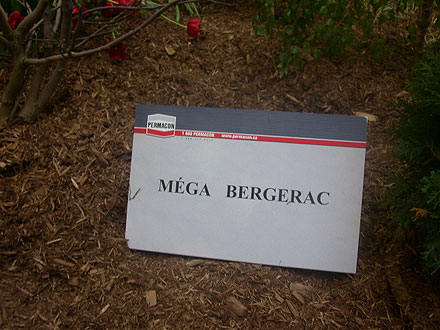 PERMACON
1 888 PERMACON www.permacon.ca
MÉGA BERGERAC